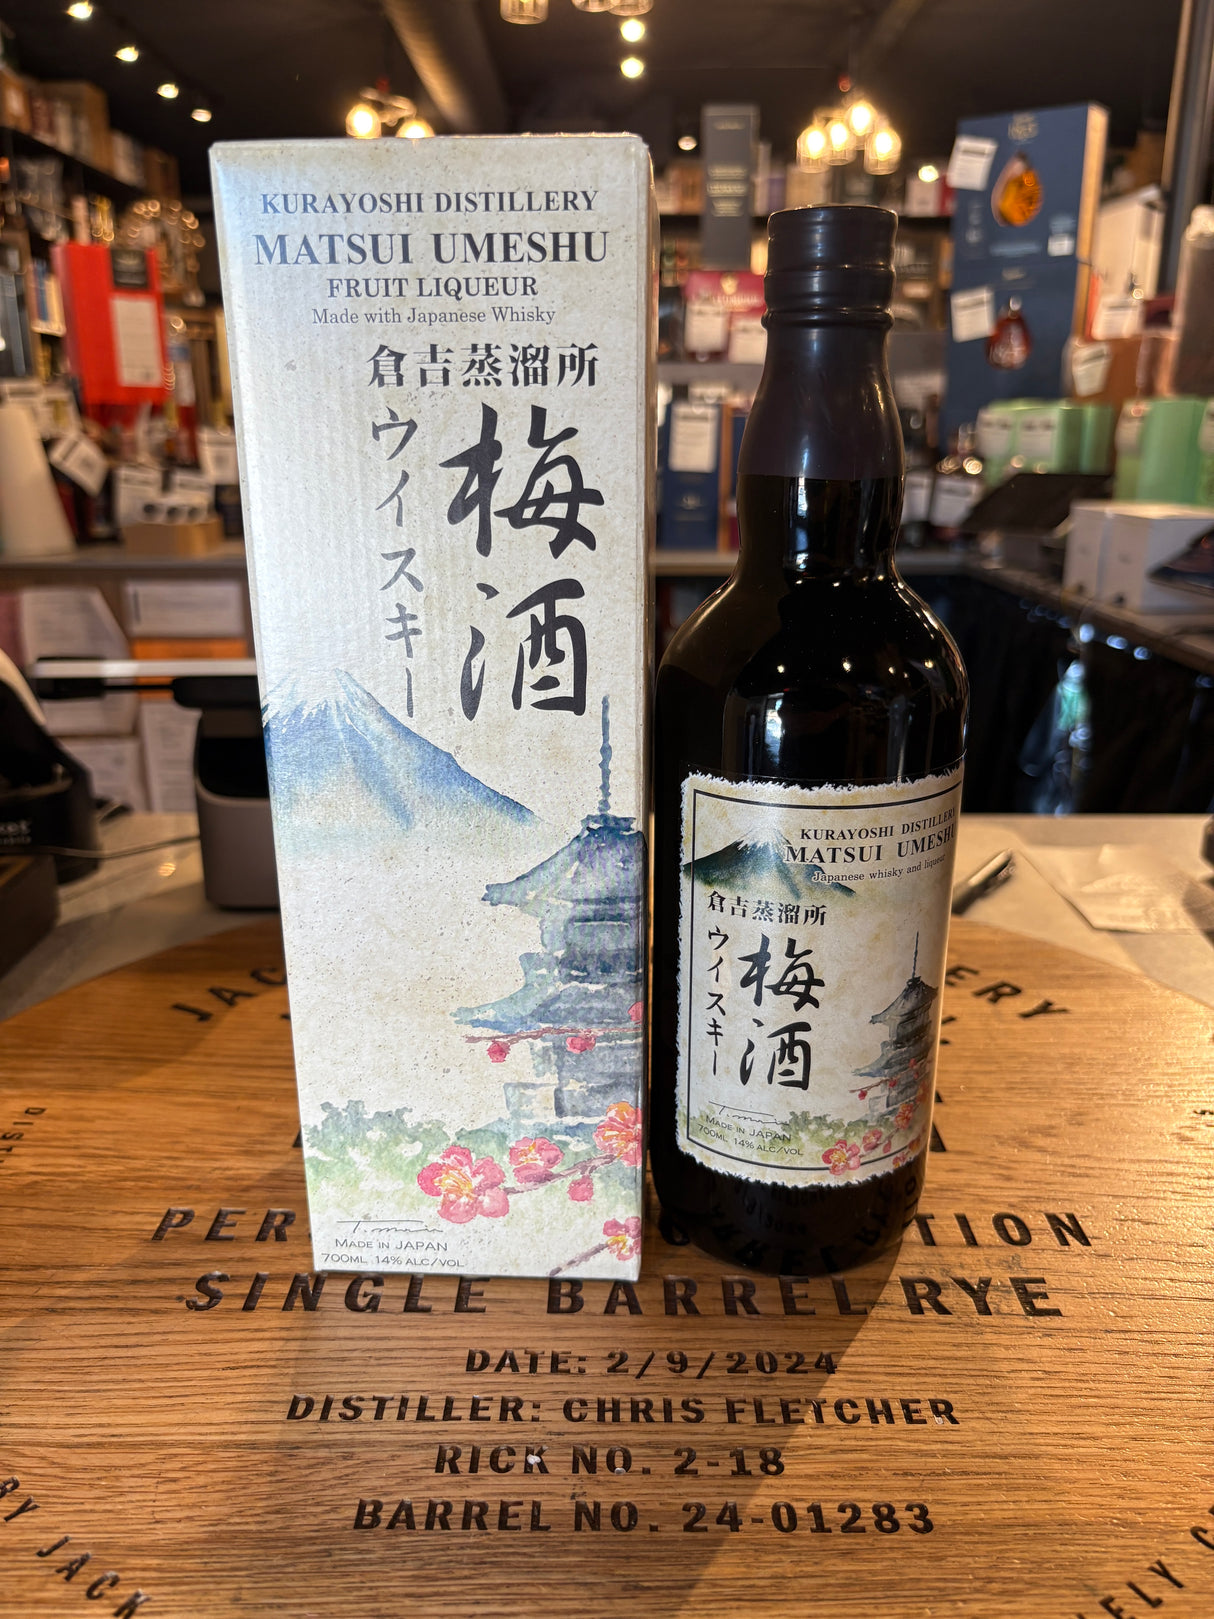 KURAYOSHI DISTILLERY
MATSUI UMESHU
FRUIT LIQUEUR
Made with Japanese Whisky
倉吉蒸溜所
梅酒
ウイスキー
MADE IN JAPAN
700ML 14% ALC/VOL
KURAYOSHI DISTILLERY
MATSUI UMESHU
Japanese whisky and liqueur
倉吉蒸溜所
梅酒
ウイスキー
MADE IN JAPAN
700ML 14% ALC/VOL
SINGLE BARREL RYE
DATE: 2/9/2024
DISTILLER: CHRIS FLETCHER
RICK NO. 2-18
BARREL NO. 24-01283
JACK